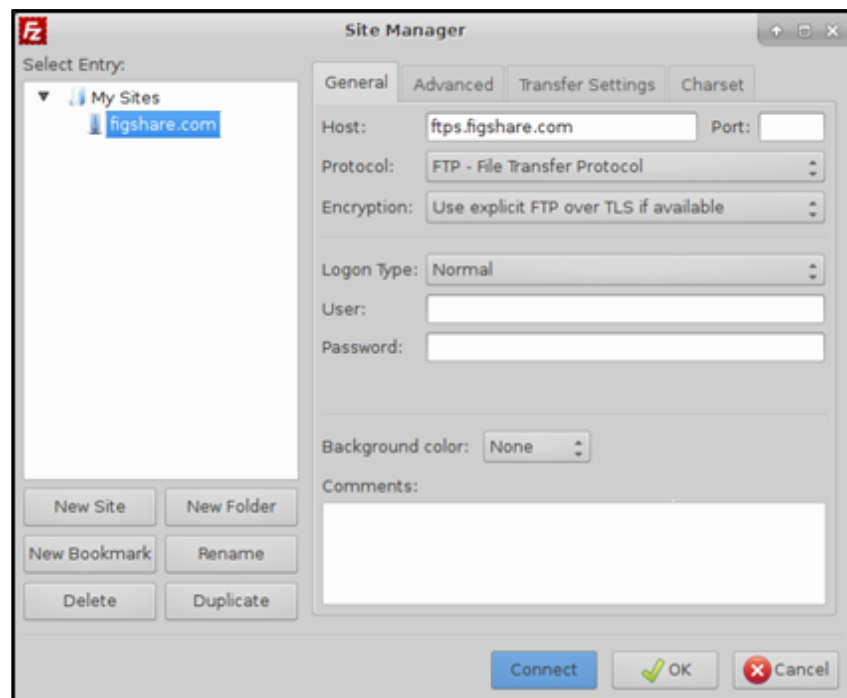 Fz
Site Manager
Select Entry:
My Sites
figshare.com
General Advanced Transfer Settings Charset
Host: ftps.figshare.com Port:
Protocol: FTP - File Transfer Protocol
Encryption: Use explicit FTP over TLS if available
Logon Type: Normal
User:
Password:
Background color: None
Comments:
New Site New Folder
New Bookmark Rename
Delete Duplicate
Connect OK Cancel